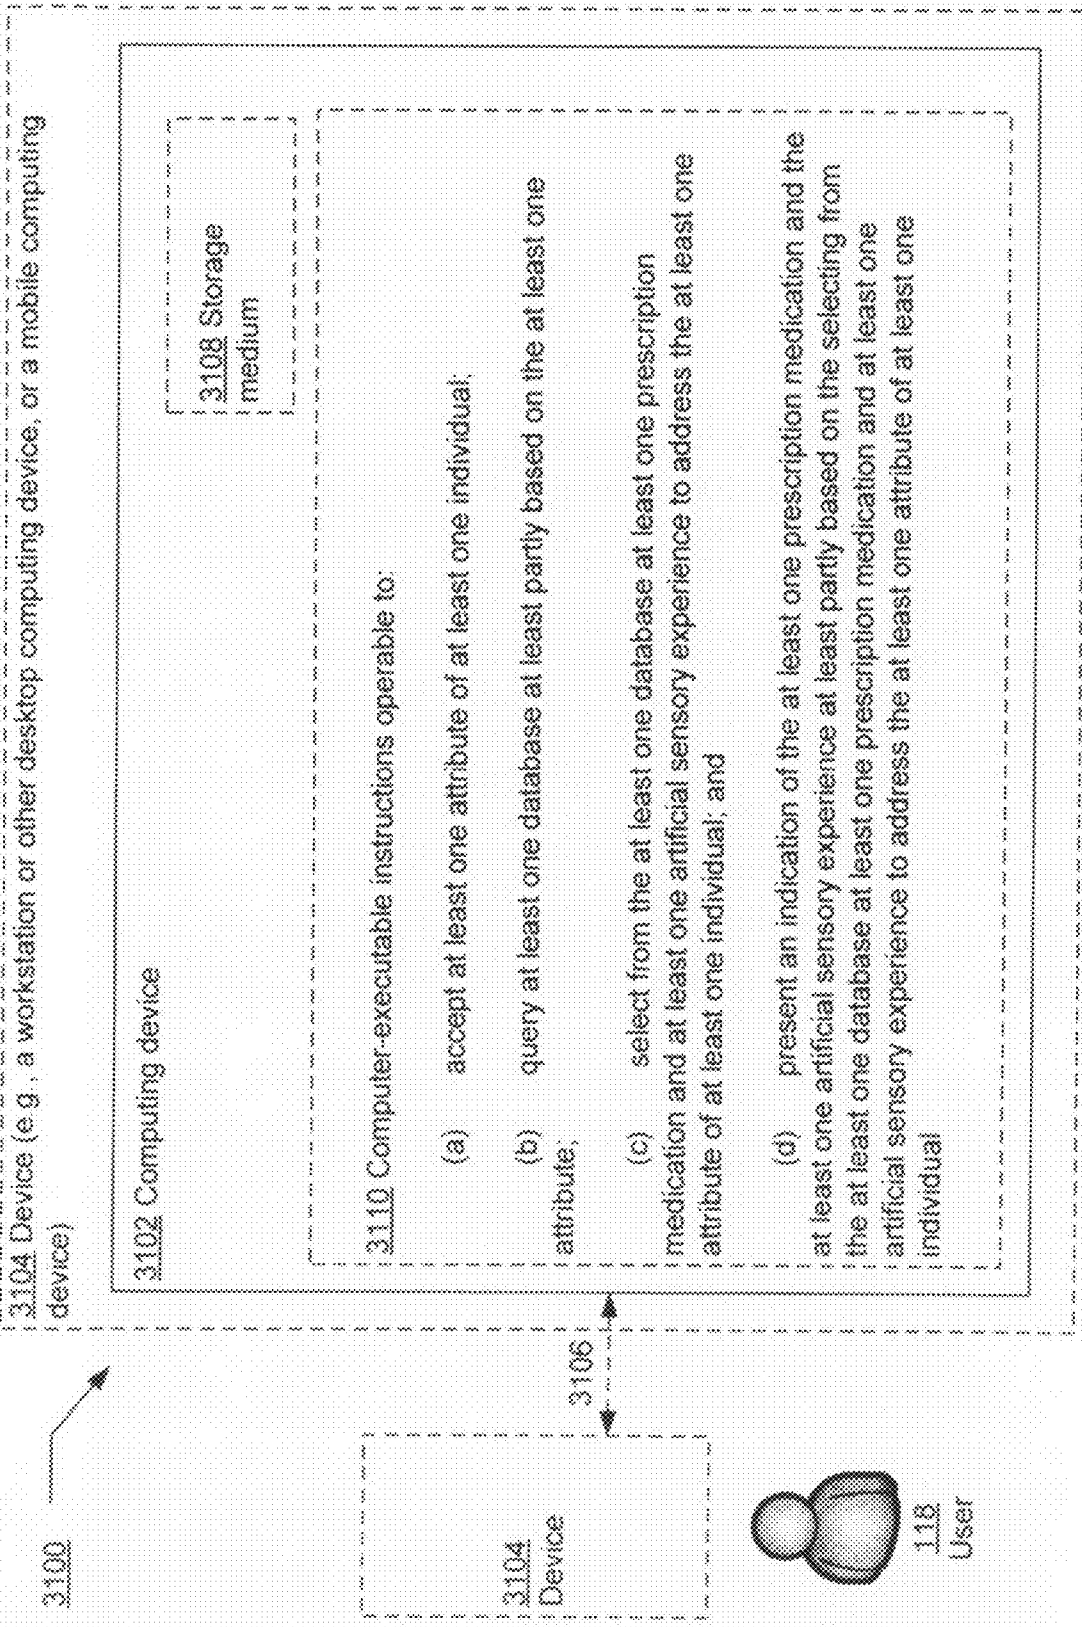 3100
3104 Device (e.g., a workstation or other desktop computing device, or a mobile computing
device)
3102 Computing device
3108 Storage
medium
3110 Computer-executable instructions operable to:
(a) accept at least one attribute of at least one individual;
(b) query at least one database at least partly based on the at least one
attribute;
(c) select from the at least one database at least one prescription
medication and at least one artificial sensory experience to address the at least one
attribute of at least one individual; and
(d) present an indication of the at least one prescription medication and the
at least one artificial sensory experience at least partly based on the selecting from
the at least one database at least one prescription medication and at least one
artificial sensory experience to address the at least one attribute of at least one
individual
3106
3104
Device
118
User